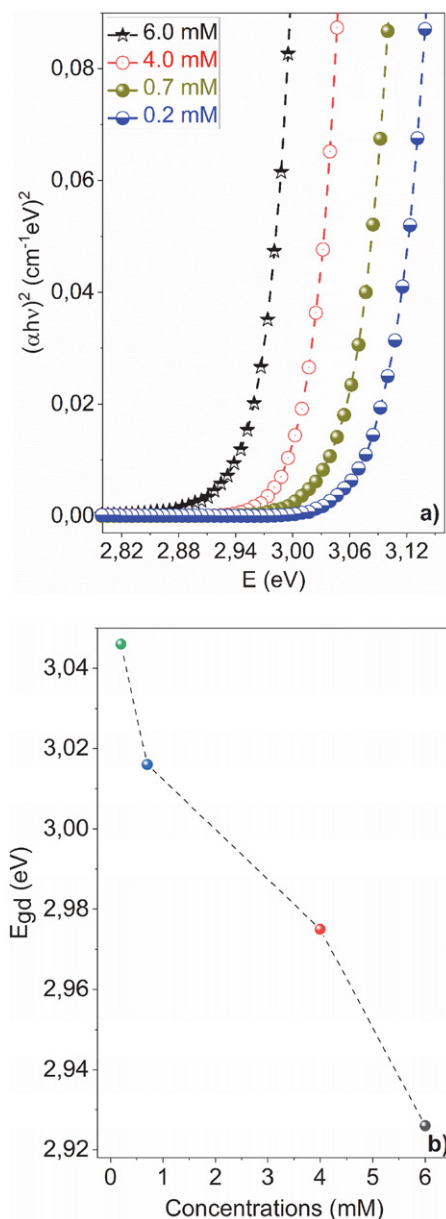 6.0 mM
4.0 mM
0.7 mM
0.2 mM
0,08
0,06
0,04
0,02
0,00
(αhν)² (cm⁻¹eV)²
a)
2,82 2,88 2,94 3,00 3,06 3,12
E (eV)
3,04
3,02
3,00
2,98
2,96
2,94
2,92
Egd (eV)
b)
0 1 2 3 4 5 6
Concentrations (mM)